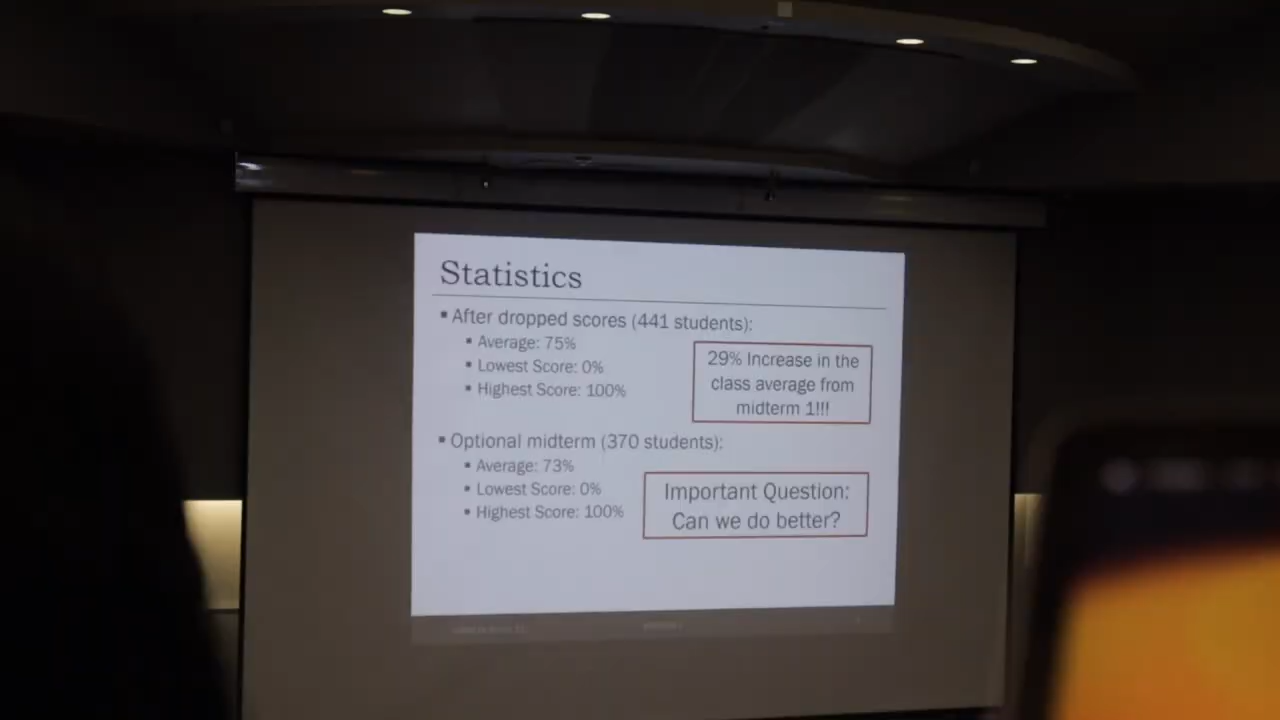 Statistics
▪ After dropped scores (441 students):
▪ Average: 75%
▪ Lowest Score: 0%
▪ Highest Score: 100%
29% Increase in the
class average from
midterm 1!!!
▪ Optional midterm (370 students):
▪ Average: 73%
▪ Lowest Score: 0%
▪ Highest Score: 100%
Important Question:
Can we do better?